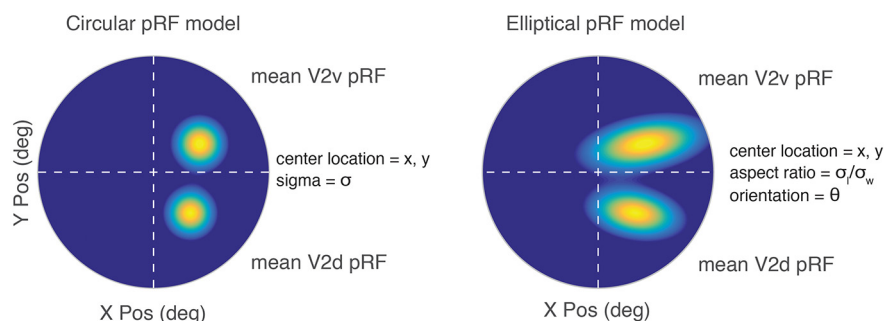 Circular pRF model
mean V2v pRF
center location = x, y
sigma = σ
mean V2d pRF
Y Pos (deg)
X Pos (deg)
Elliptical pRF model
mean V2v pRF
center location = x, y
aspect ratio = σl/σw
orientation = θ
mean V2d pRF
X Pos (deg)